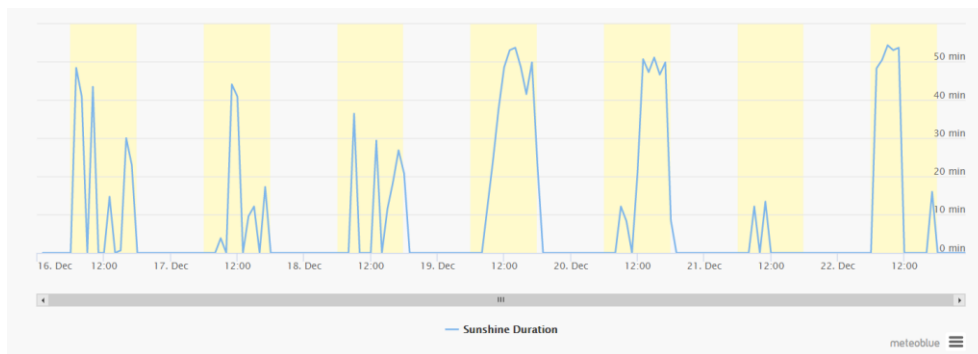 50 min
40 min
30 min
20 min
10 min
0 min
16. Dec 12:00 17. Dec 12:00 18. Dec 12:00 19. Dec 12:00 20. Dec 12:00 21. Dec 12:00 22. Dec 12:00
Sunshine Duration
meteoblue